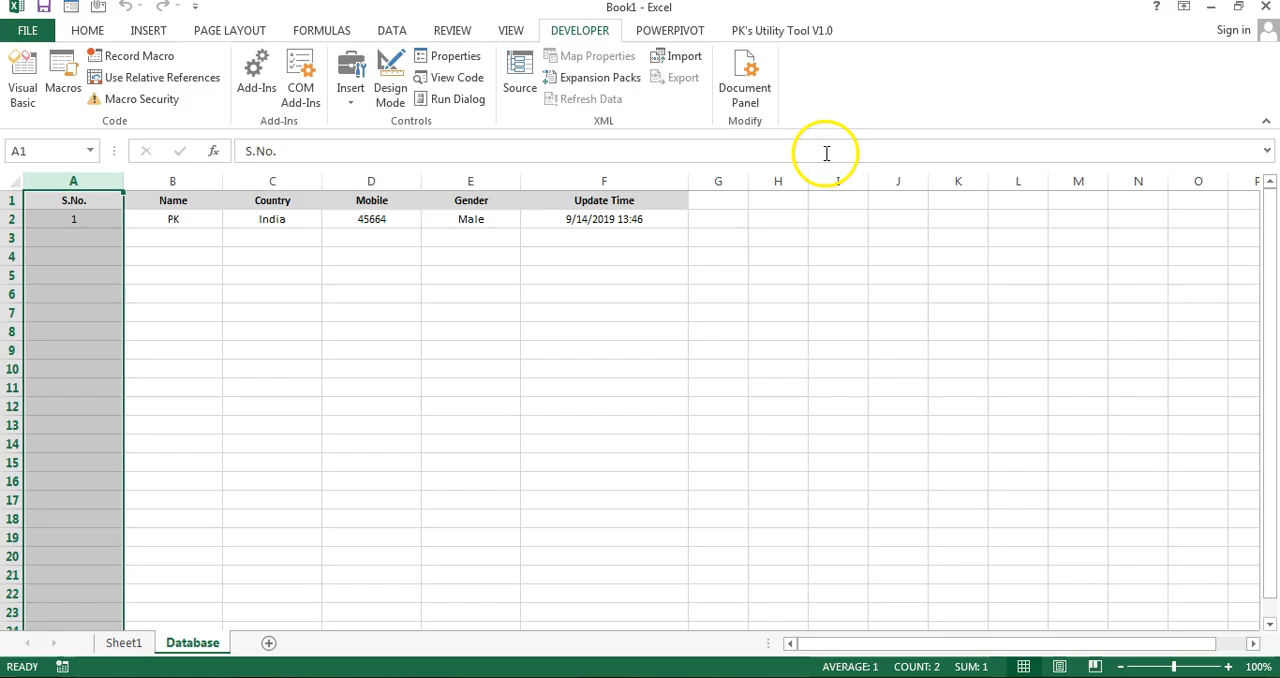 Book1 - Excel
FILE HOME INSERT PAGE LAYOUT FORMULAS DATA REVIEW VIEW DEVELOPER POWERPIVOT PK's Utility Tool V1.0 Sign in
Visual Basic
Macros
Record Macro
Use Relative References
Macro Security
Code
Add-Ins
COM Add-Ins
Add-Ins
Insert
Design Mode
Properties
View Code
Run Dialog
Controls
Source
Map Properties
Expansion Packs
Refresh Data
Import
Export
XML
Document Panel
Modify
A1 fx S.No.
A B C D E F G H I J K L M N O P
1 S.No. Name Country Mobile Gender Update Time
2 1 PK India 45664 Male 9/14/2019 13:46
3
4
5
6
7
8
9
10
11
12
13
14
15
16
17
18
19
20
21
22
23
24
Sheet1 Database
READY AVERAGE: 1 COUNT: 2 SUM: 1 100%